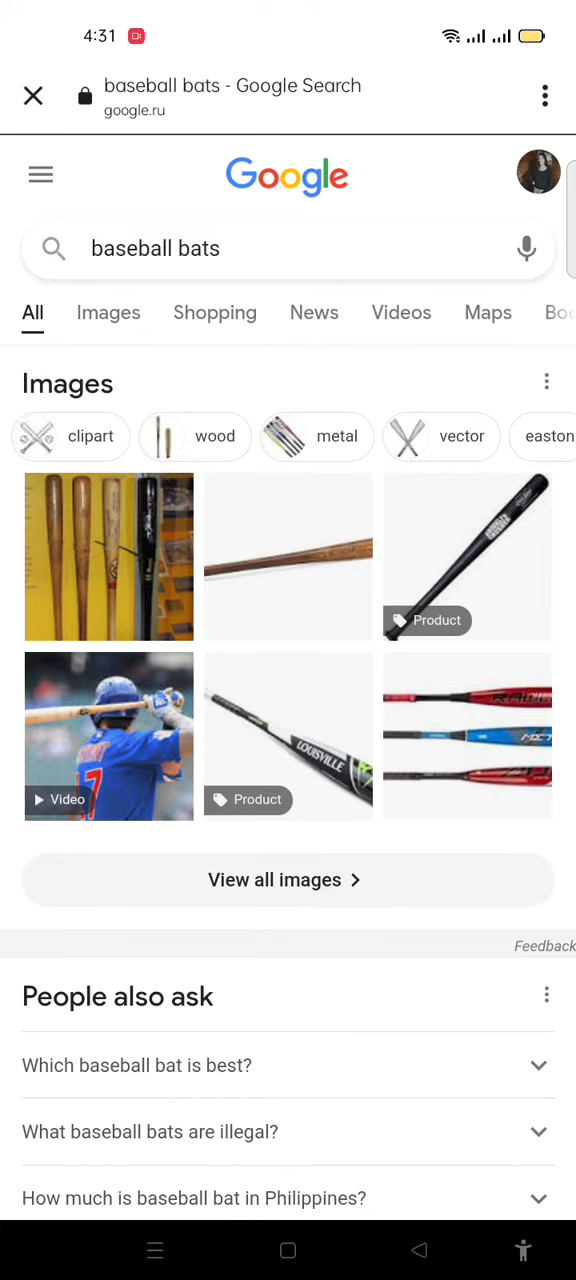 4:31
baseball bats - Google Search
google.ru
Google
baseball bats
All Images Shopping News Videos Maps Boo
Images
clipart wood metal vector easton
Product
LOUISVILLE
Video
Product
View all images
Feedback
People also ask
Which baseball bat is best?
What baseball bats are illegal?
How much is baseball bat in Philippines?